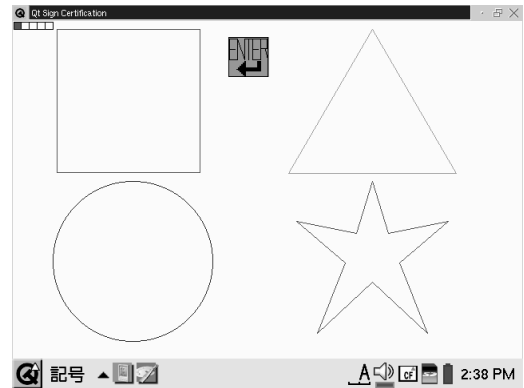 Qt Sign Certification
ENTER
記号
A
CF
2:38 PM